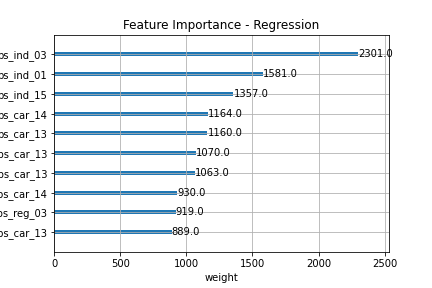 Feature Importance - Regression
ps_ind_03 2301.0
ps_ind_01 1581.0
ps_ind_15 1357.0
ps_car_14 1164.0
ps_car_13 1160.0
ps_car_13 1070.0
ps_car_13 1063.0
ps_car_14 930.0
ps_reg_03 919.0
ps_car_13 889.0
0 500 1000 1500 2000 2500
weight